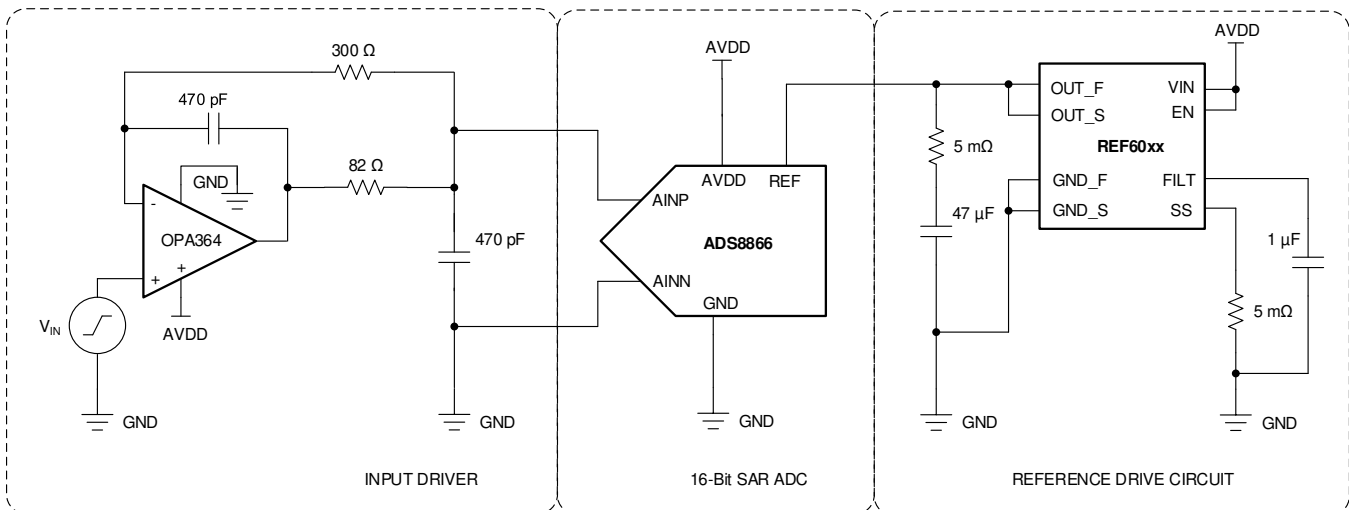 300 Ω
470 pF
82 Ω
GND
-
OPA364
+
+
AVDD
VIN
GND
470 pF
GND
INPUT DRIVER
AVDD
AVDD
REF
AINP
ADS8866
AINN
GND
GND
16-Bit SAR ADC
AVDD
OUT_F
VIN
OUT_S
EN
REF60xx
GND_F
FILT
GND_S
SS
5 mΩ
47 µF
1 µF
5 mΩ
GND
GND
REFERENCE DRIVE CIRCUIT